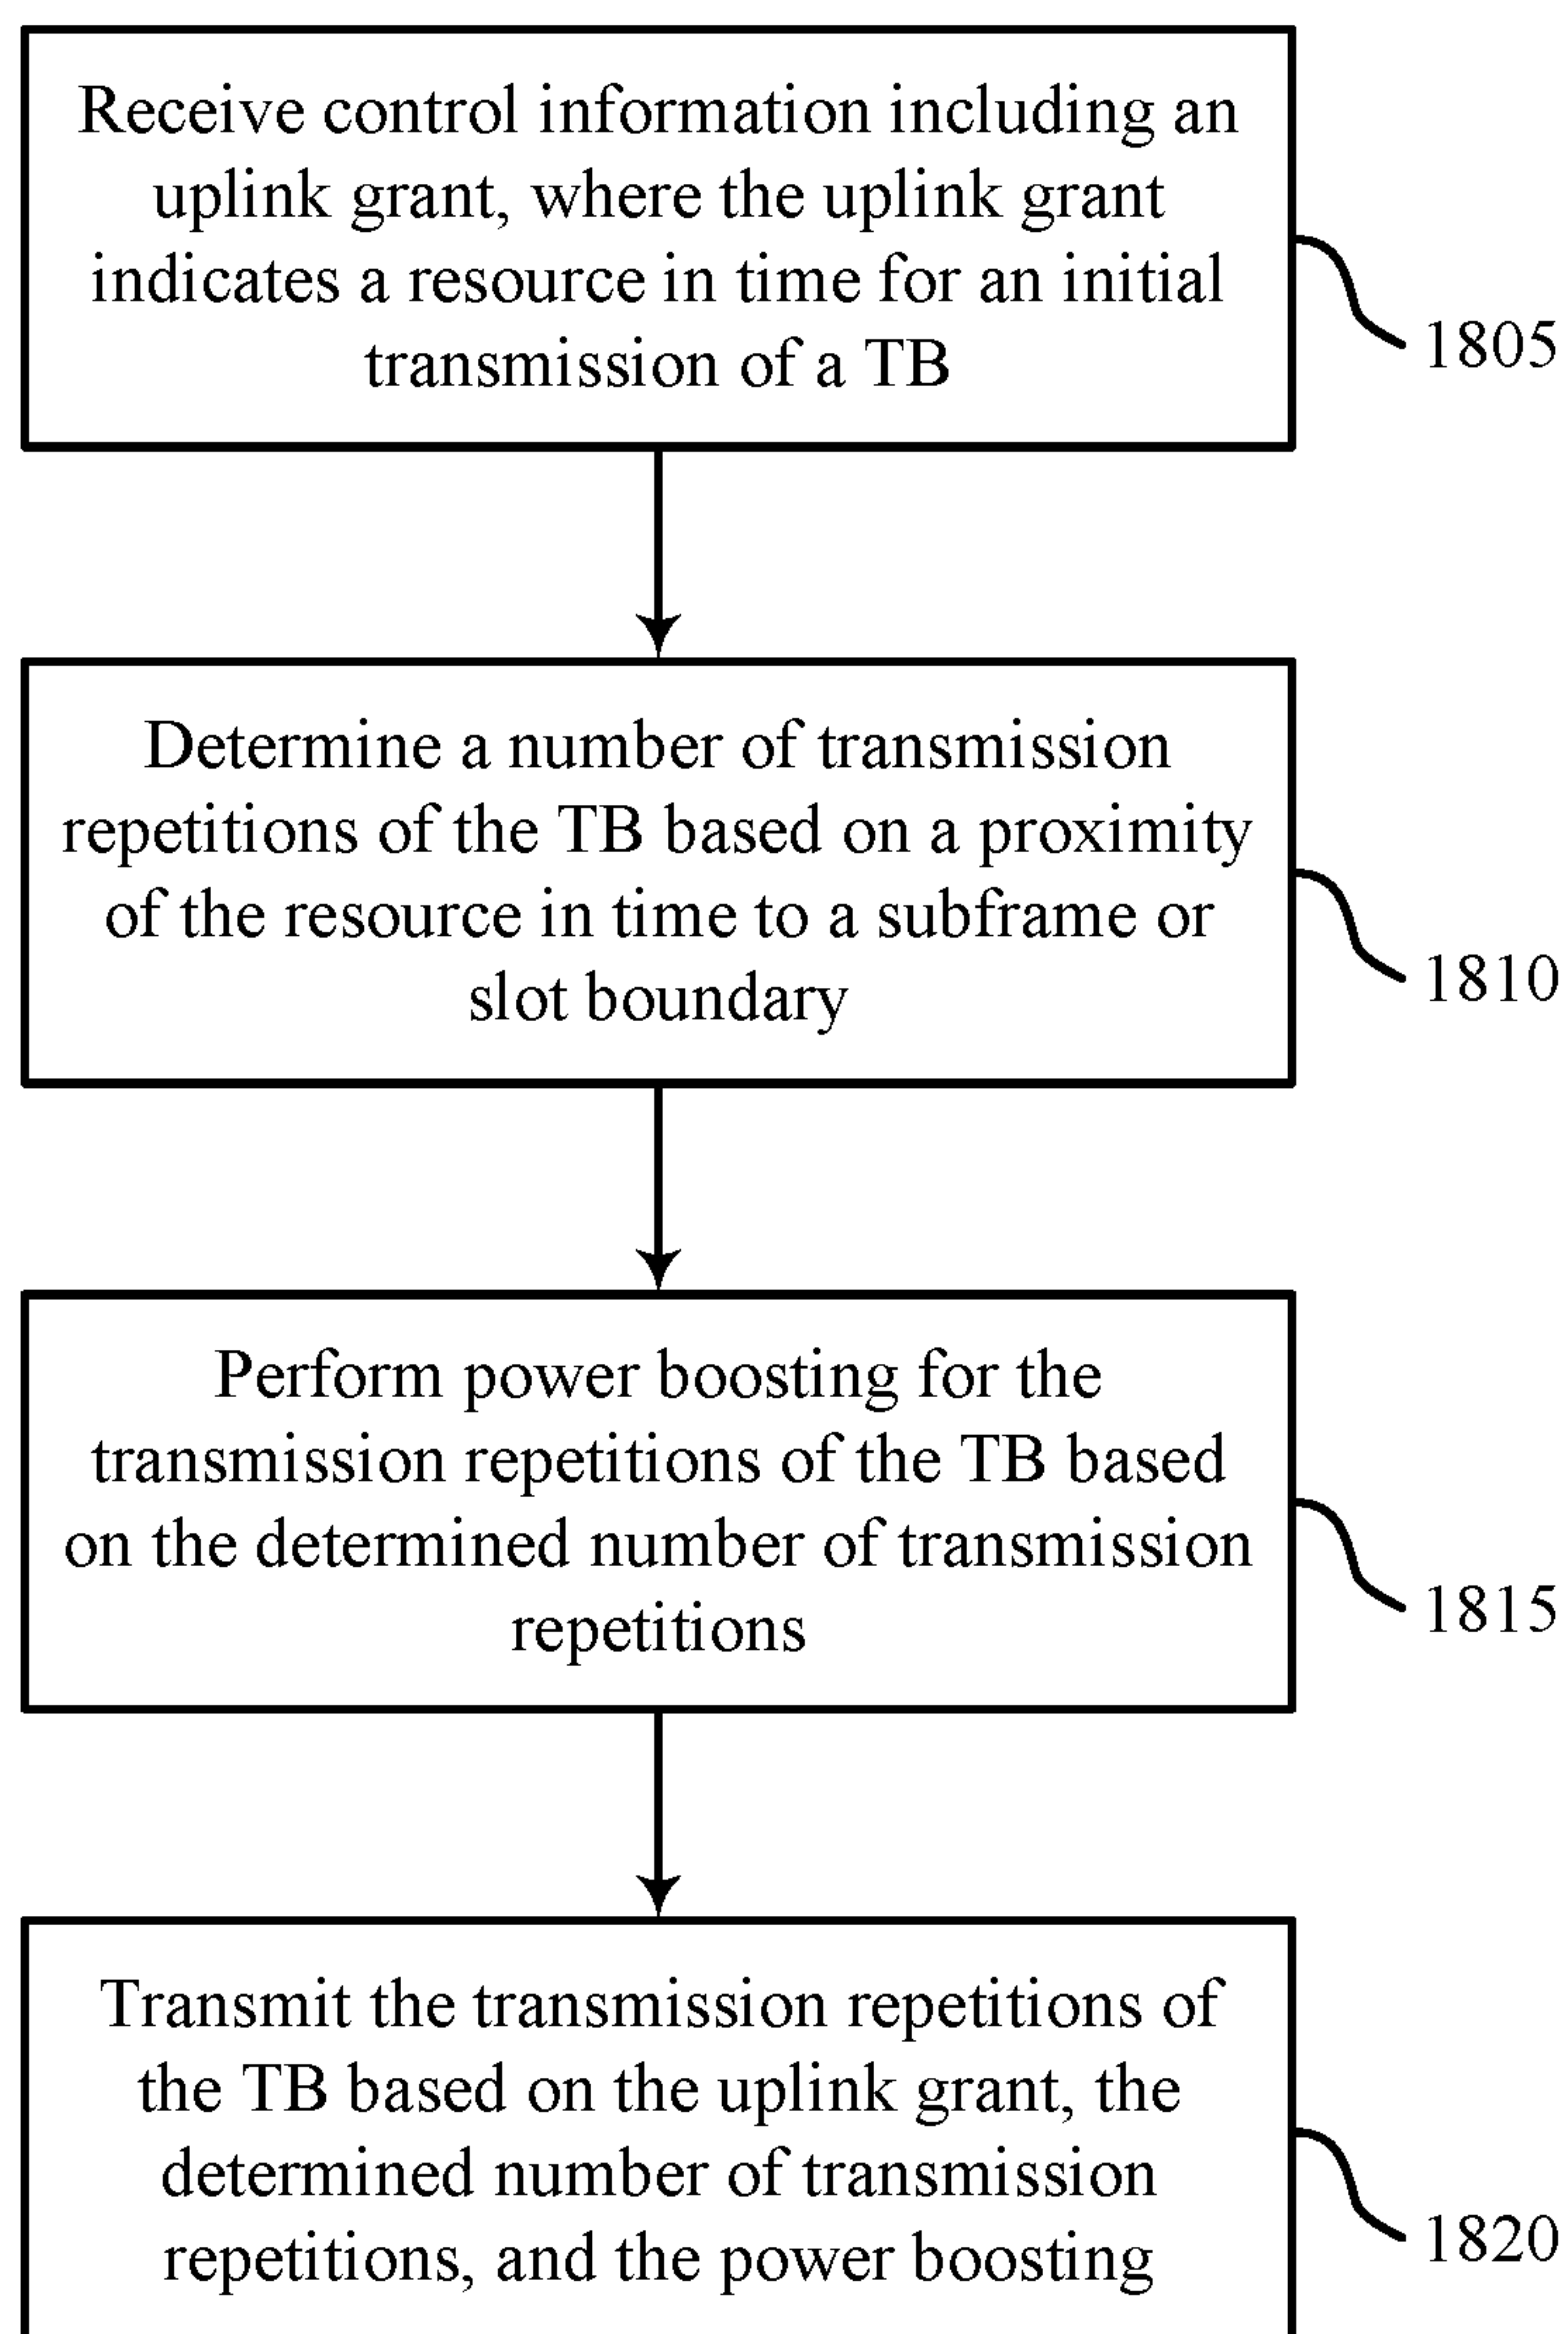 Receive control information including an
uplink grant, where the uplink grant
indicates a resource in time for an initial
transmission of a TB
1805
Determine a number of transmission
repetitions of the TB based on a proximity
of the resource in time to a subframe or
slot boundary
1810
Perform power boosting for the
transmission repetitions of the TB based
on the determined number of transmission
repetitions
1815
Transmit the transmission repetitions of
the TB based on the uplink grant, the
determined number of transmission
repetitions, and the power boosting
1820